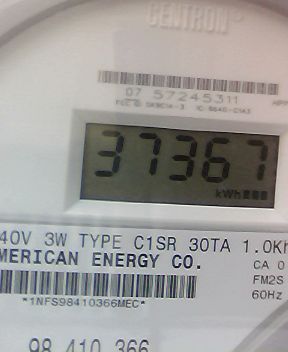 CENTRON
07 57245311
37367
kWh
40V 3W TYPE C1SR 30TA 1.0Kh
MERICAN ENERGY CO.
CA 0
FM2S
60Hz
*1NFS98410366MEC*
98 410 366